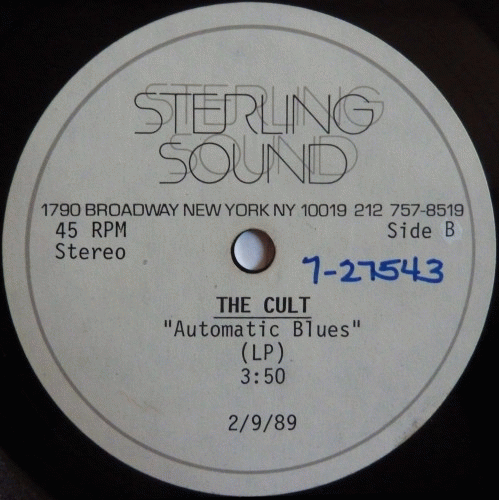 STERLING
SOUND
1790 BROADWAY NEW YORK NY 10019 212 757-8519
45 RPM Side B
Stereo
7-27543
THE CULT
"Automatic Blues"
(LP)
3:50
2/9/89